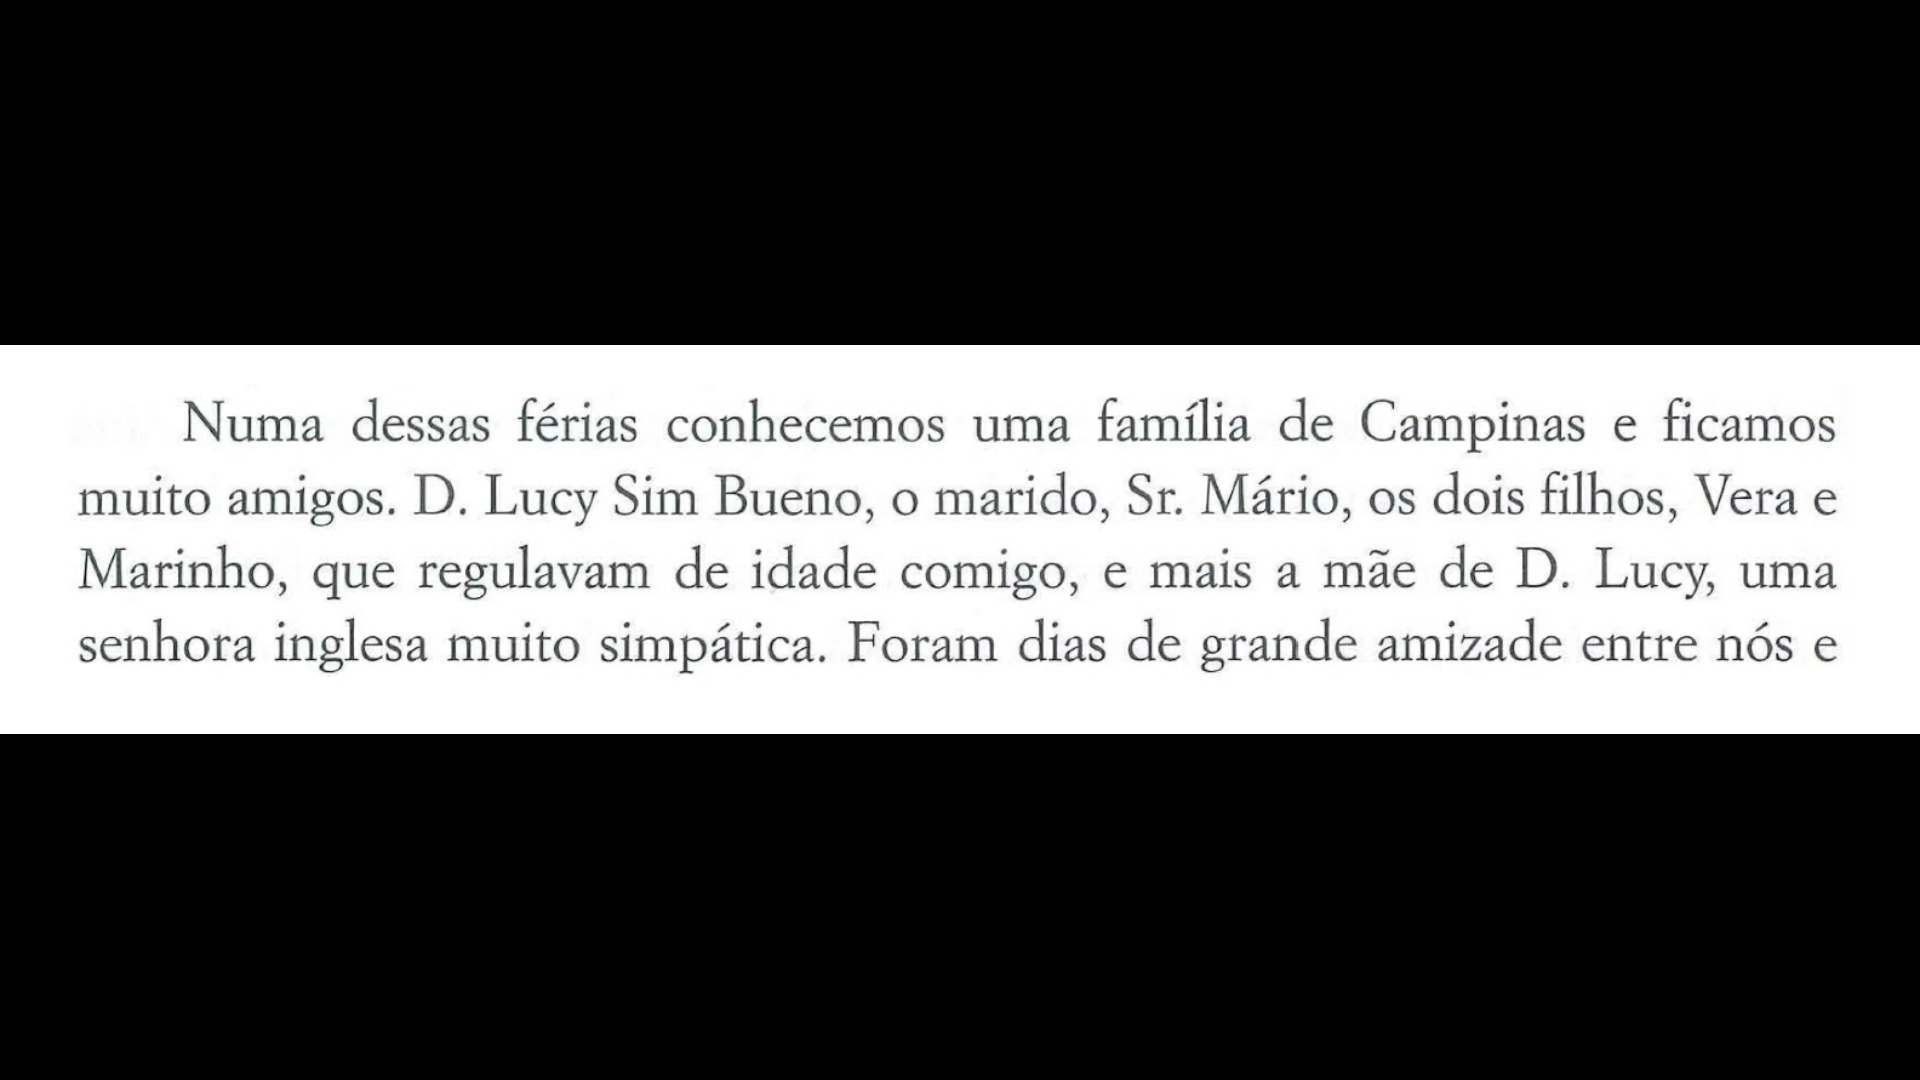 Numa dessas férias conhecemos uma família de Campinas e ficamos
muito amigos. D. Lucy Sim Bueno, o marido, Sr. Mário, os dois filhos, Vera e
Marinho, que regulavam de idade comigo, e mais a mãe de D. Lucy, uma
senhora inglesa muito simpática. Foram dias de grande amizade entre nós e